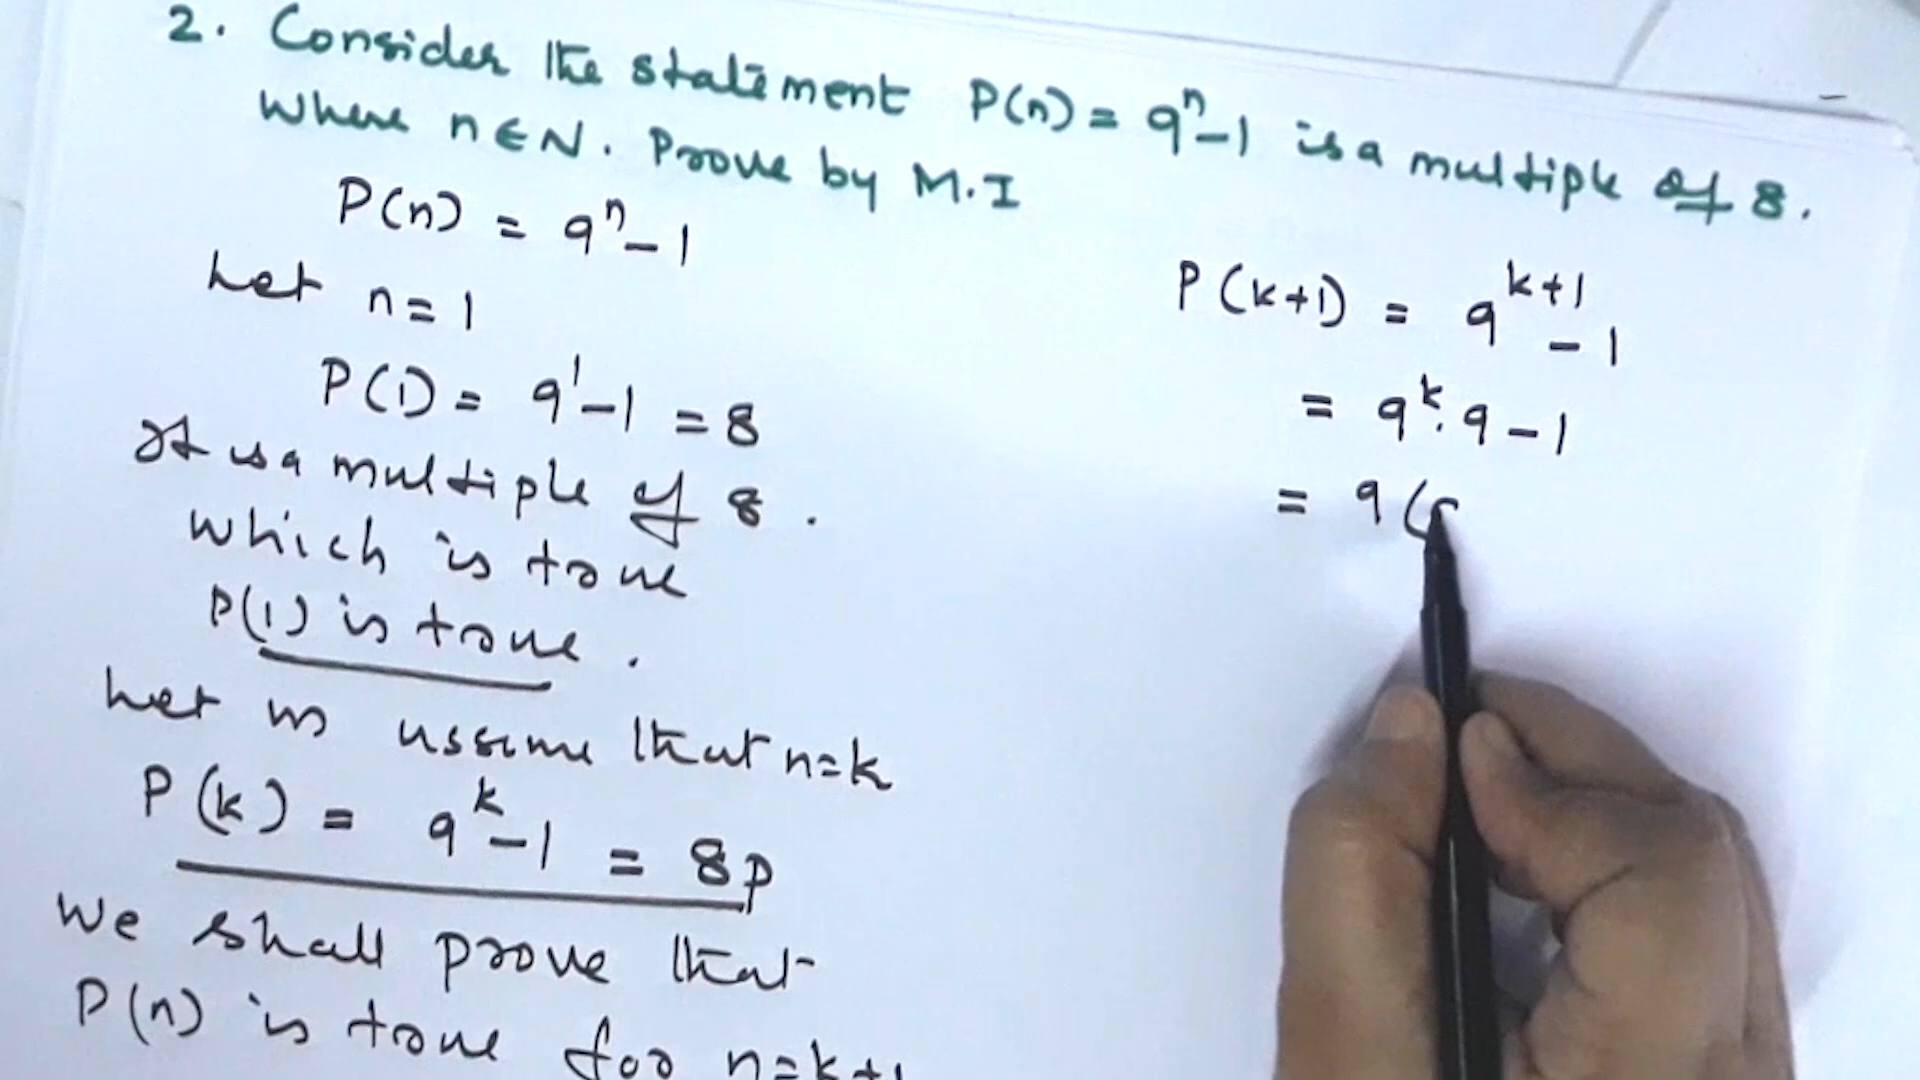 2. Consider the statement P(n) = 9ⁿ-1 is a multiple of 8.
Where n∈N. Prove by M.I
P(n) = 9ⁿ-1
Let n=1
P(1) = 9¹-1 = 8
It is a multiple of 8.
Which is true
P(1) is true.
Let us assume that n=k
P(k) = 9ᵏ-1 = 8p
We shall prove that
P(n) is true for n=k+1
P(k+1) = 9ᵏ⁺¹-1
= 9ᵏ.9-1
= 9(